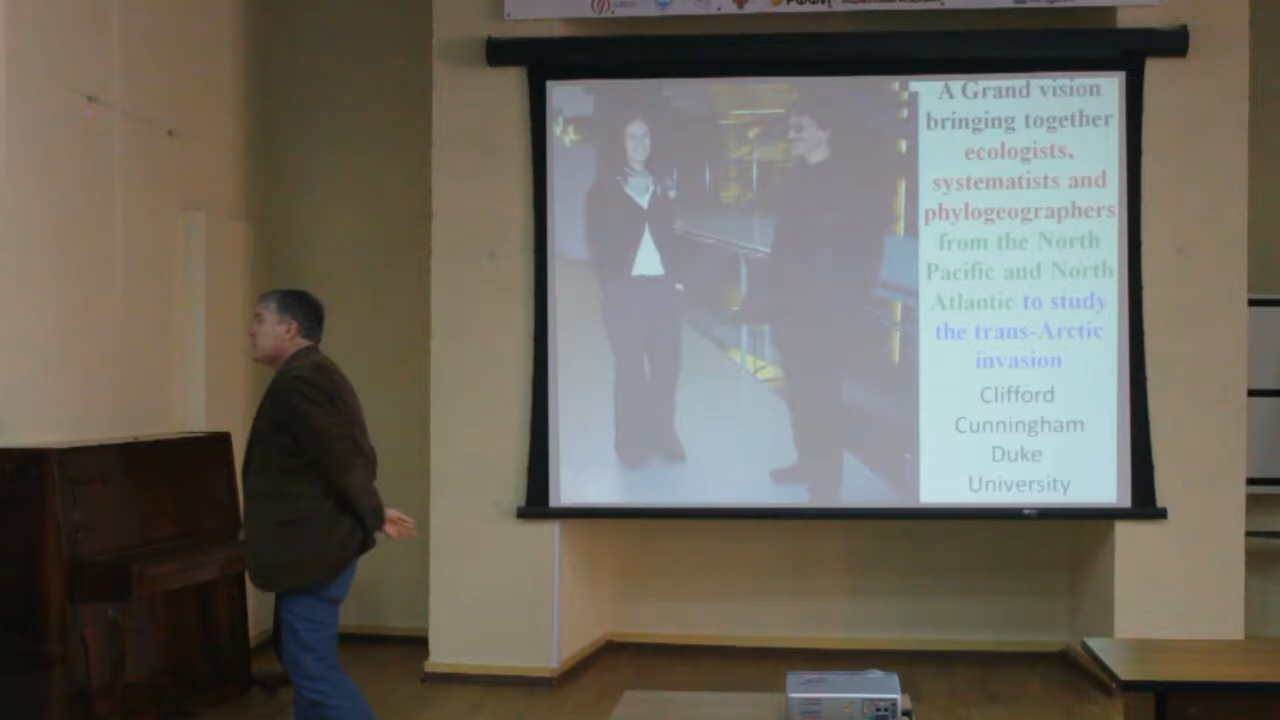 РФФИ
A Grand vision
bringing together
ecologists,
systematists and
phylogeographers
from the North
Pacific and North
Atlantic to study
the trans-Arctic
invasion
Clifford
Cunningham
Duke
University